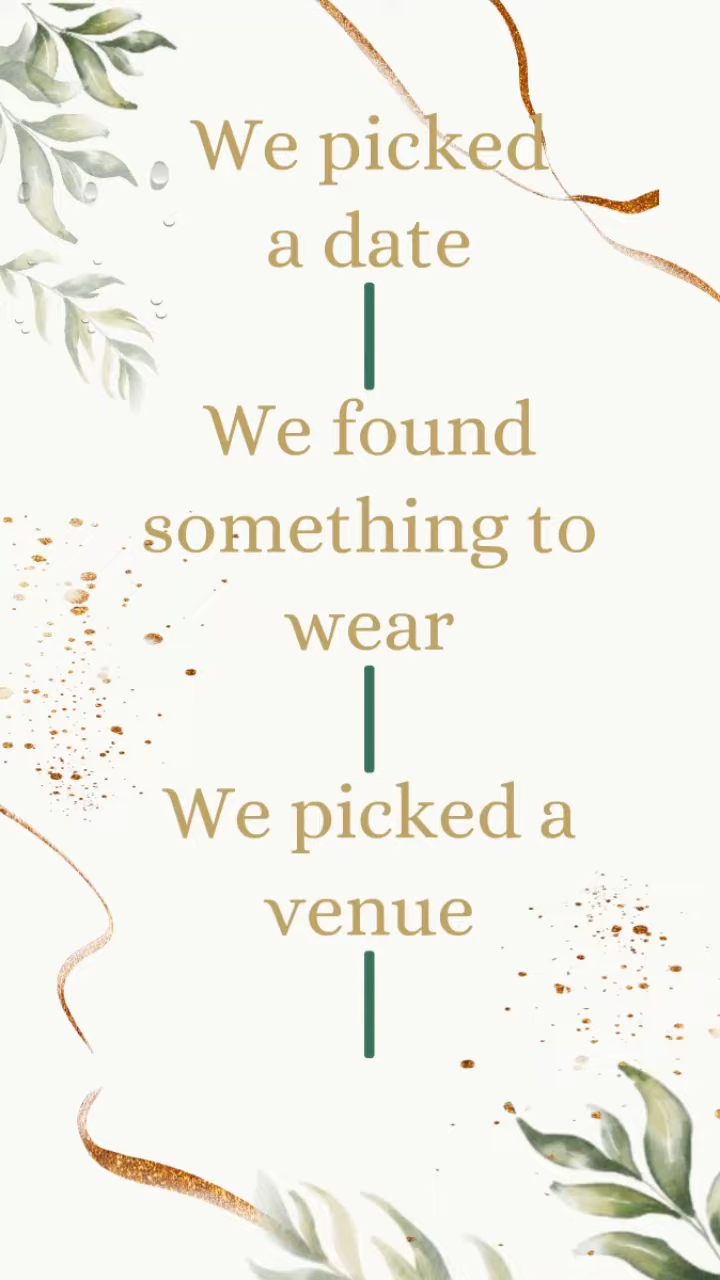 We picked
a date
We found
something to
wear
We picked a
venue